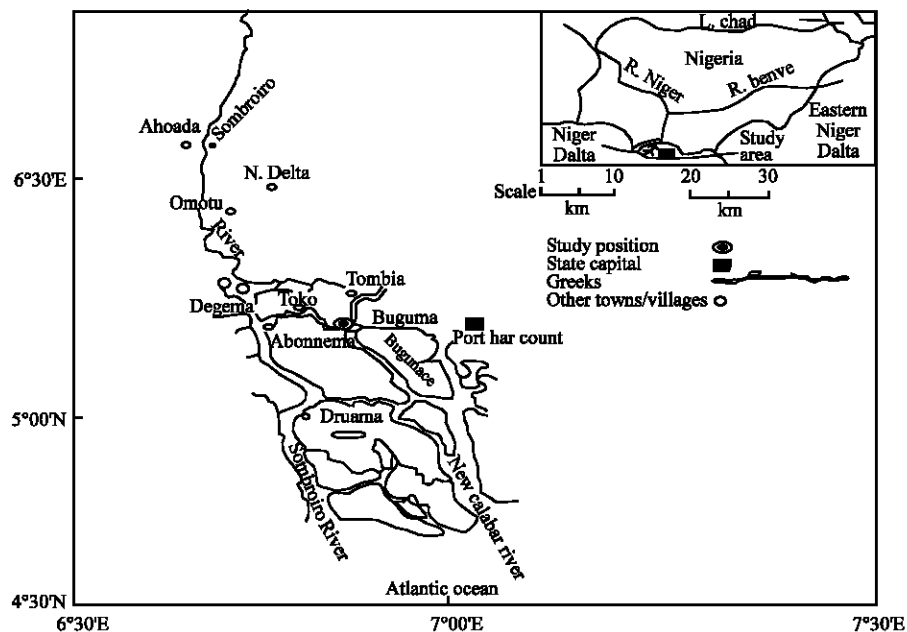 L. chad
Nigeria
R. Niger
R. benve
Eastern
Niger
Dalta
Niger
Dalta
Study
area
Sombroiro
Ahoada
N. Delta
6°30'E
Omotu
River
1 10 20 30
Scale
km km
Study position
State capital
Greeks
Other towns/villages
Tombia
Degema
Toko
Buguma
Abonnema
Port har count
Bugunace
5°00'N
Druama
Sombroiro River
New calabar river
Atlantic ocean
4°30'N
6°30'E 7°00'E 7°30'E